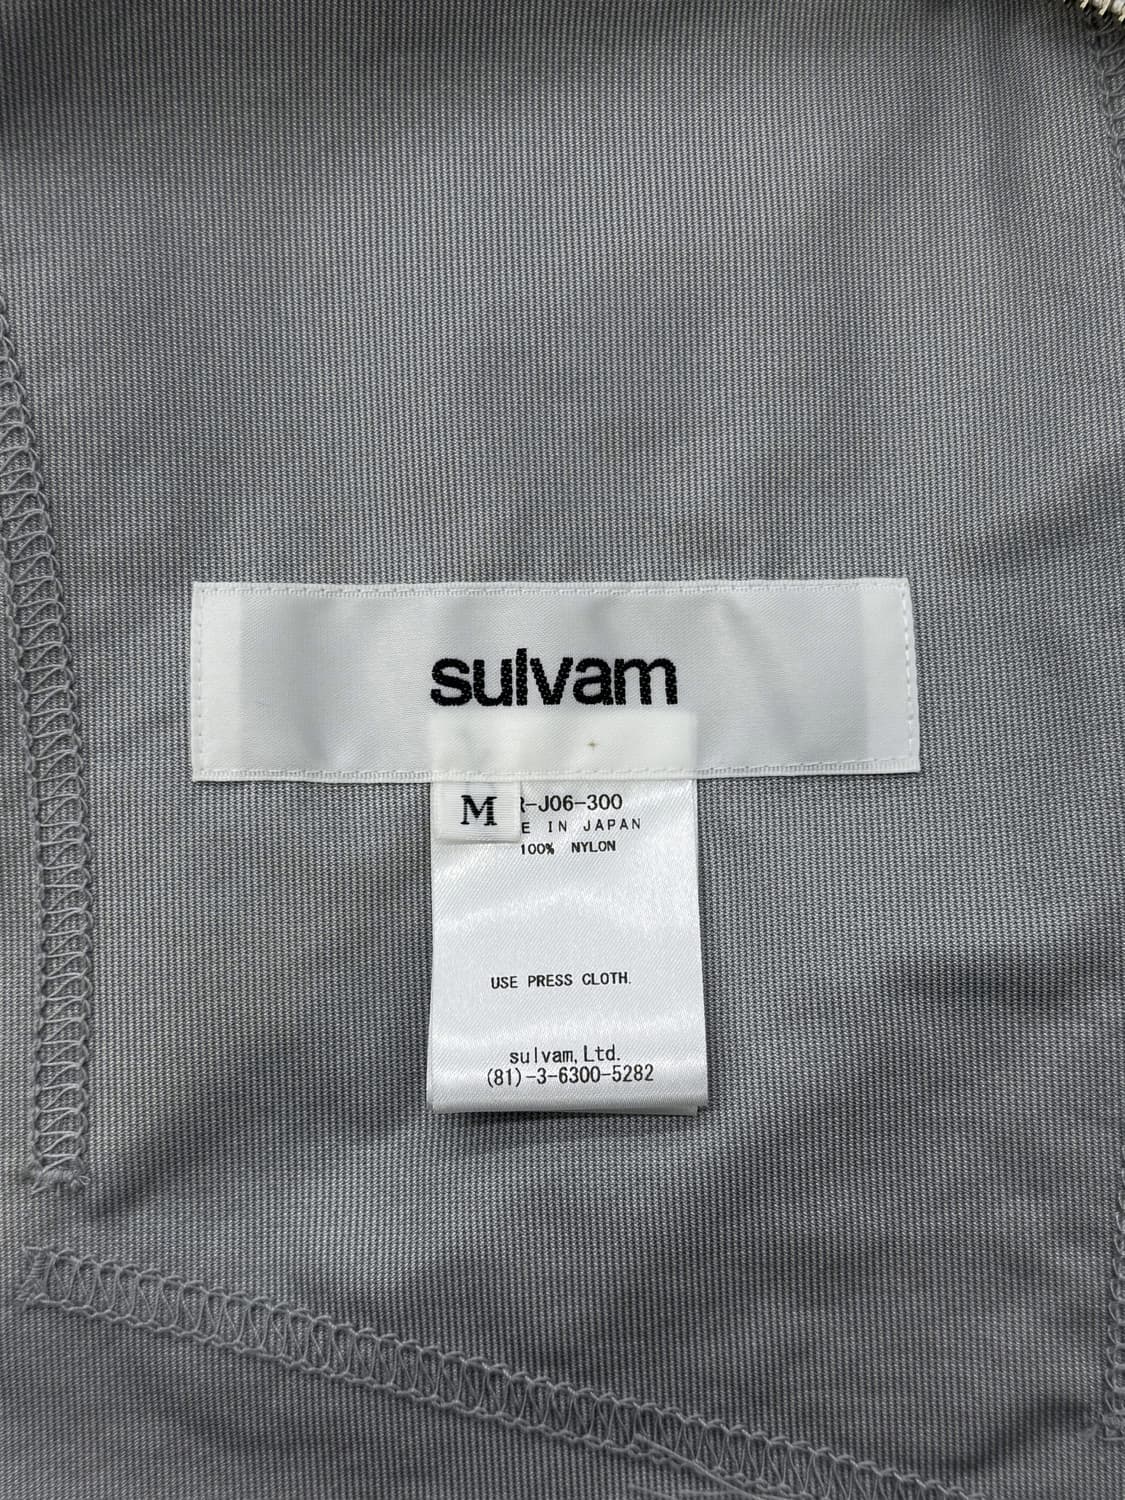 sulvam
M
-J06-300
E IN JAPAN
100% NYLON
USE PRESS CLOTH.
sulvam, Ltd.
(81)-3-6300-5282